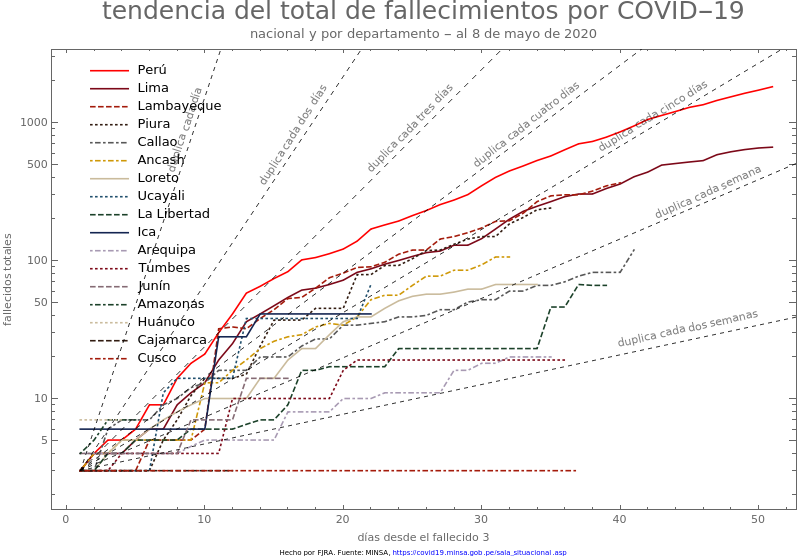 tendencia del total de fallecimientos por COVID−19
nacional y por departamento − al 8 de mayo de 2020
Perú
Lima
Lambayeque
Piura
Callao
Ancash
Loreto
Ucayali
La Libertad
Ica
Arequipa
Tumbes
Junín
Amazonas
Huánuco
Cajamarca
Cusco
duplica cada día
duplica cada dos días
duplica cada tres días
duplica cada cuatro días
duplica cada cinco días
duplica cada semana
duplica cada dos semanas
fallecidos totales
1000
500
100
50
10
5
0 10 20 30 40 50
días desde el fallecido 3
Hecho por FJRA. Fuente: MINSA, https://covid19.minsa.gob.pe/sala_situacional.asp